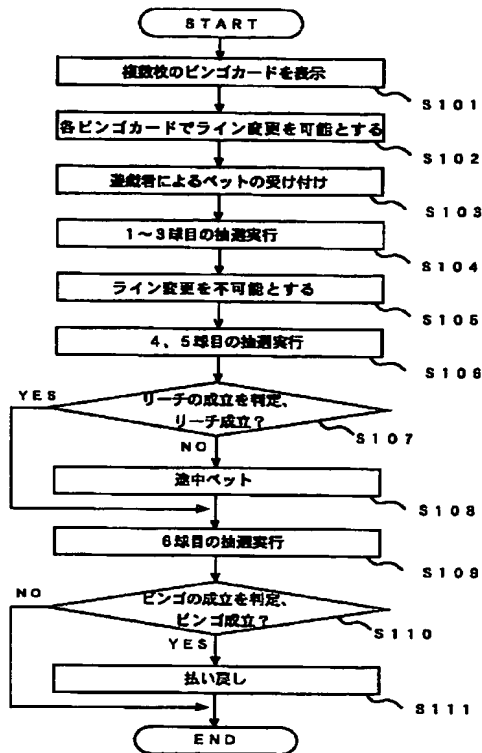 START
複数枚のビンゴカードを表示
S101
各ビンゴカードでライン変更を可能とする
S102
遊戯者によるベットの受け付け
S103
1~3球目の抽選実行
S104
ライン変更を不可能とする
S105
4、5球目の抽選実行
S106
YES
リーチの成立を判定、
リーチ成立?
S107
NO
途中ベット
S108
6球目の抽選実行
S109
NO
ビンゴの成立を判定、
ビンゴ成立?
S110
YES
払い戻し
S111
END